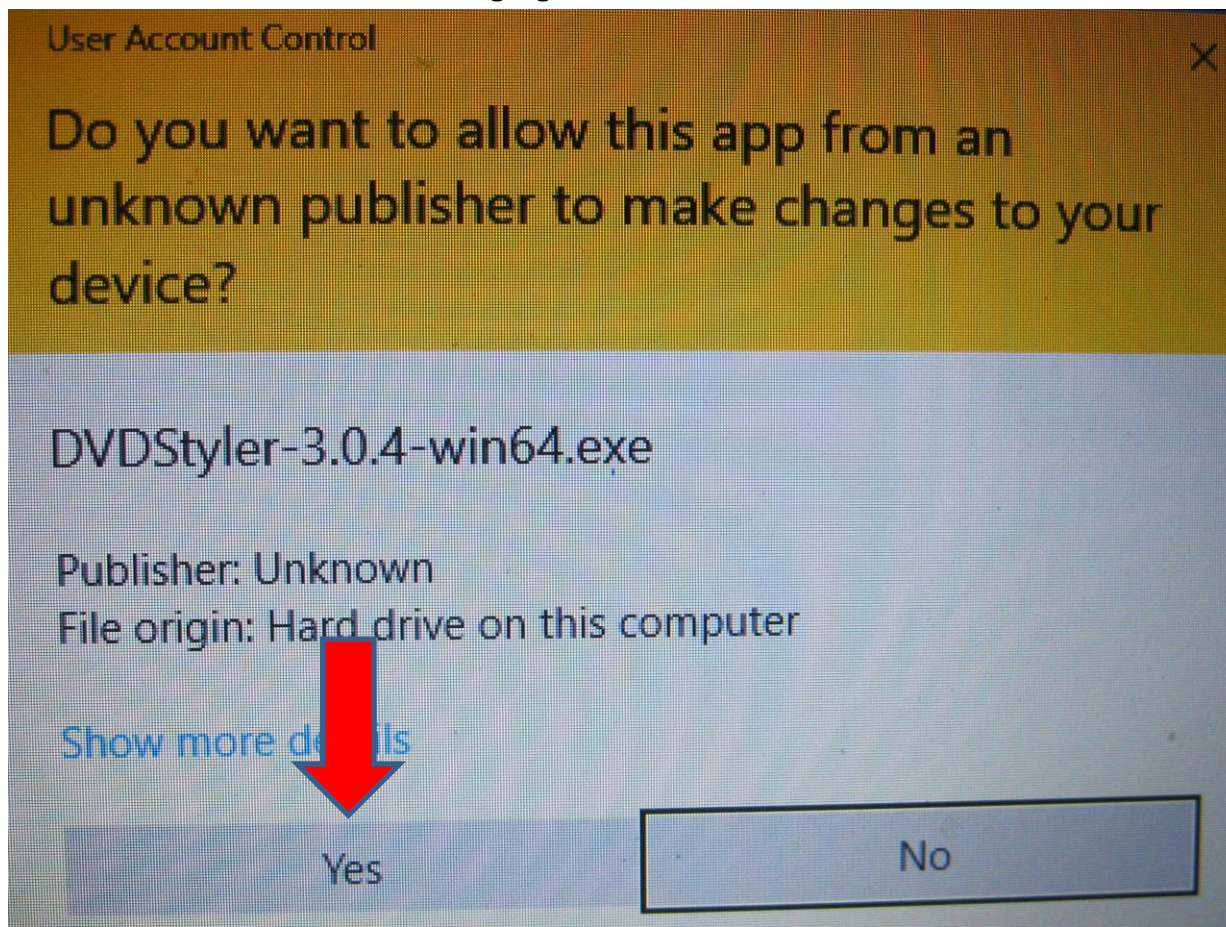 User Account Control
Do you want to allow this app from an
unknown publisher to make changes to your
device?
DVDStyler-3.0.4-win64.exe
Publisher: Unknown
File origin: Hard drive on this computer
Show more details
Yes
No